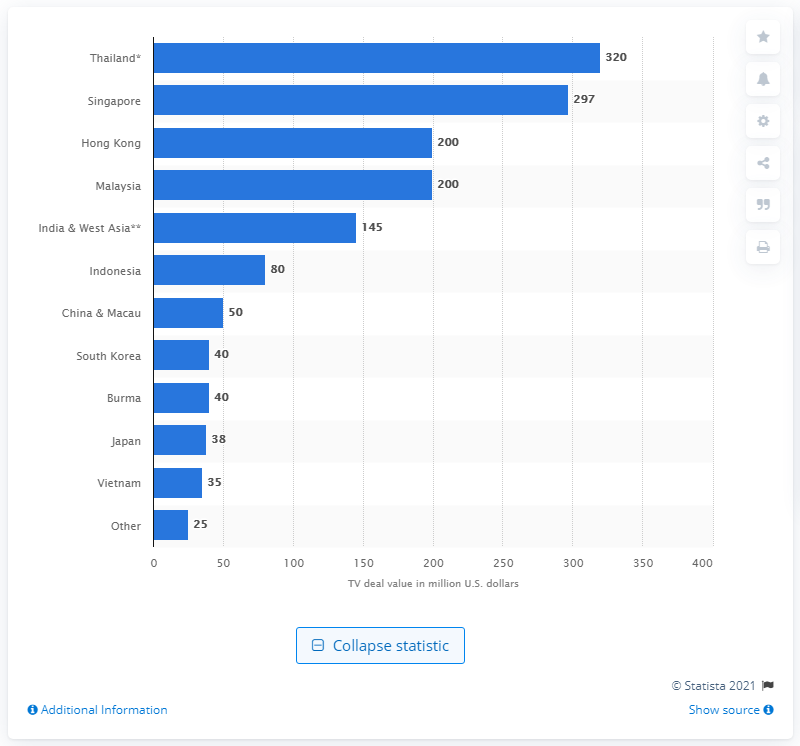 Thailand* 320
Singapore 297
Hong Kong 200
Malaysia 200
India & West Asia** 145
Indonesia 80
China & Macau 50
South Korea 40
Burma 40
Japan 38
Vietnam 35
Other 25
0 50 100 150 200 250 300 350 400
TV deal value in million U.S. dollars
Collapse statistic
© Statista 2021
Additional Information
Show source